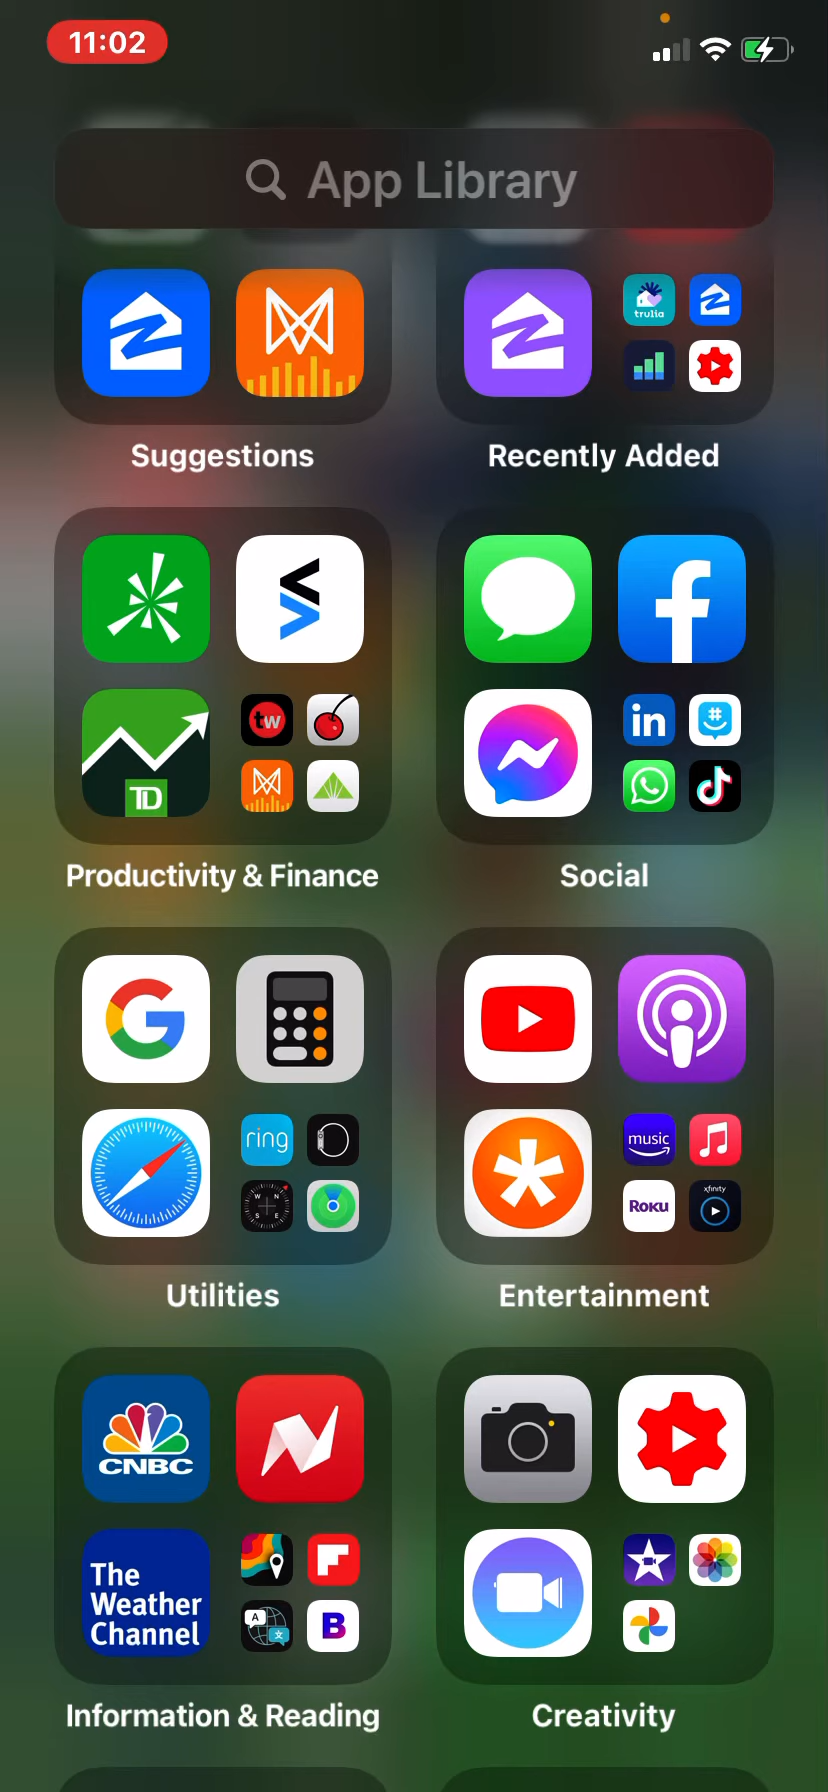 11:02
App Library
trulia
Suggestions
Recently Added
TD
tw
in
Productivity & Finance
Social
ring
W N
S E
music
Roku
xfinity
Utilities
Entertainment
CNBC
The
Weather
Channel
A
文
B
Information & Reading
Creativity